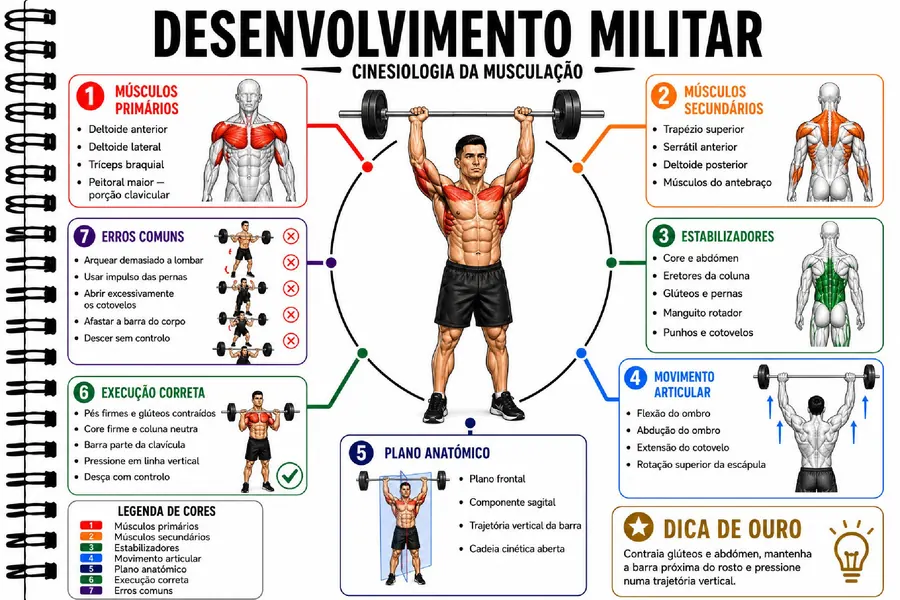 DESENVOLVIMENTO MILITAR
CINESIOLOGIA DA MUSCULAÇÃO
1 MÚSCULOS
PRIMÁRIOS
• Deltoide anterior
• Deltoide lateral
• Tríceps braquial
• Peitoral maior —
porção clavicular
2 MÚSCULOS
SECUNDÁRIOS
• Trapézio superior
• Serrátil anterior
• Deltoide posterior
• Músculos do antebraço
3 ESTABILIZADORES
• Core e abdómen
• Eretores da coluna
• Glúteos e pernas
• Manguito rotador
• Punhos e cotovelos
4 MOVIMENTO
ARTICULAR
• Flexão do ombro
• Abdução do ombro
• Extensão do cotovelo
• Rotação superior da escápula
5 PLANO ANATÓMICO
• Plano frontal
• Componente sagital
• Trajetória vertical da barra
• Cadeia cinética aberta
6 EXECUÇÃO CORRETA
• Pés firmes e glúteos contraídos
• Core firme e coluna neutra
• Barra parte da clavícula
• Pressione em linha vertical
• Desça com controlo
7 ERROS COMUNS
• Arquear demasiado a lombar
• Usar impulso das pernas
• Abrir excessivamente
os cotovelos
• Afastar a barra do corpo
• Descer sem controlo
LEGENDA DE CORES
1 Músculos primários
2 Músculos secundários
3 Estabilizadores
4 Movimento articular
5 Plano anatómico
6 Execução correta
7 Erros comuns
DICA DE OURO
Contraia glúteos e abdómen, mantenha
a barra próxima do rosto e pressione
numa trajetória vertical.